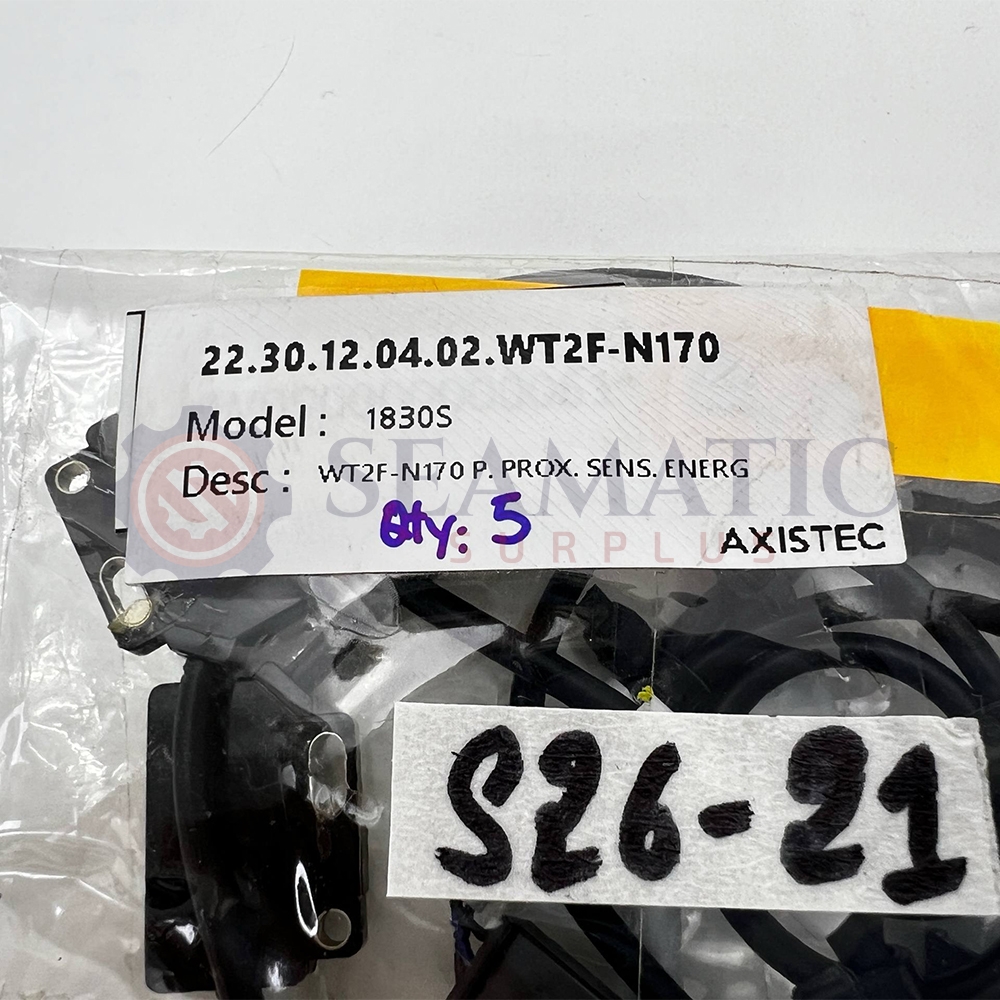 22.30.12.04.02.WT2F-N170
Model : 1830S
Desc : WT2F-N170 P. PROX. SENS. ENERG
SEAMATIC
Qty: 5
SURPLUS
AXISTEC
S26-21